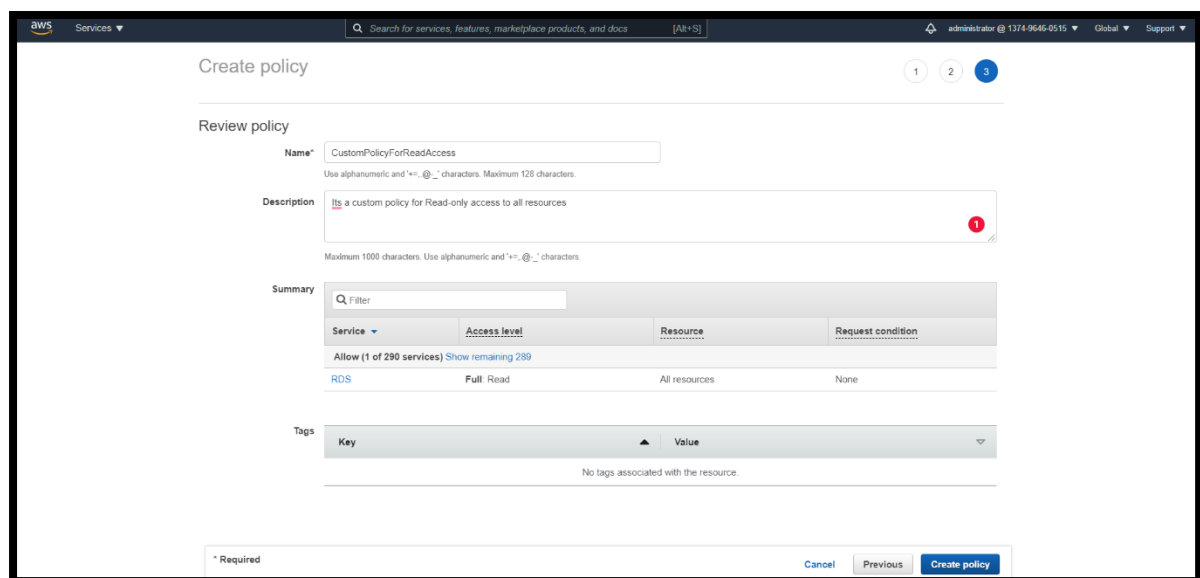 aws Services Search for services, features, marketplace products, and docs [Alt+S] administrator @ 1374-9646-0515 Global Support
Create policy 1 2 3
Review policy
Name* CustomPolicyForReadAccess
Use alphanumeric and '+=,.@-_' characters. Maximum 128 characters.
Description Its a custom policy for Read-only access to all resources
1
Maximum 1000 characters. Use alphanumeric and '+=,.@-_' characters.
Summary Filter
Service Access level Resource Request condition
Allow (1 of 290 services) Show remaining 289
RDS Full: Read All resources None
Tags Key Value
No tags associated with the resource.
* Required Cancel Previous Create policy